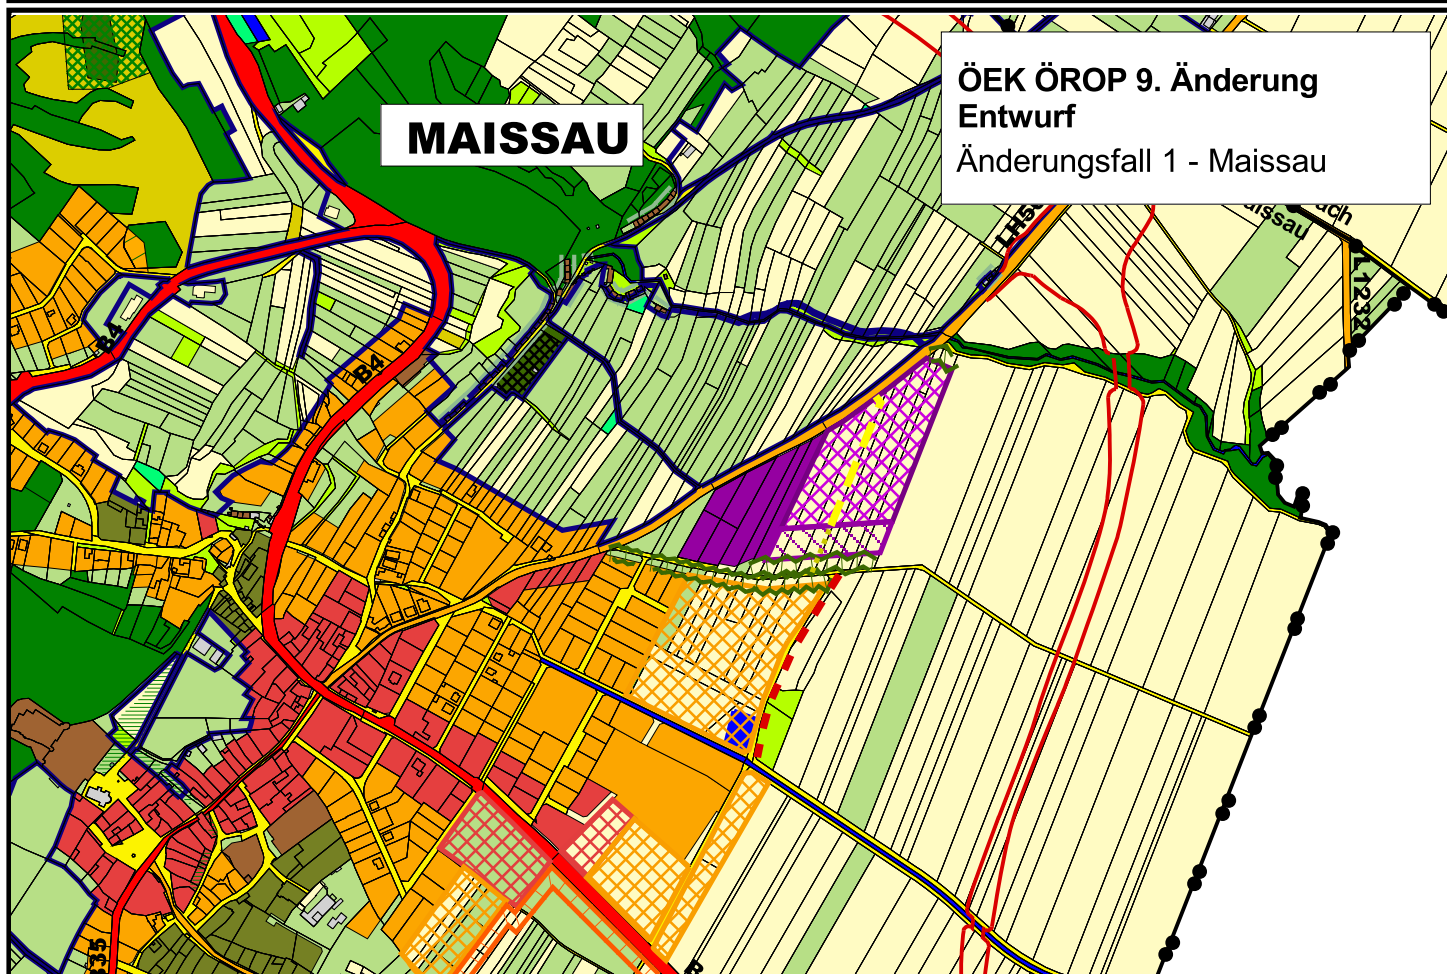 ÖEK ÖROP 9. Änderung
Entwurf
Änderungsfall 1 - Maissau
MAISSAU
L 1232
B4
B4